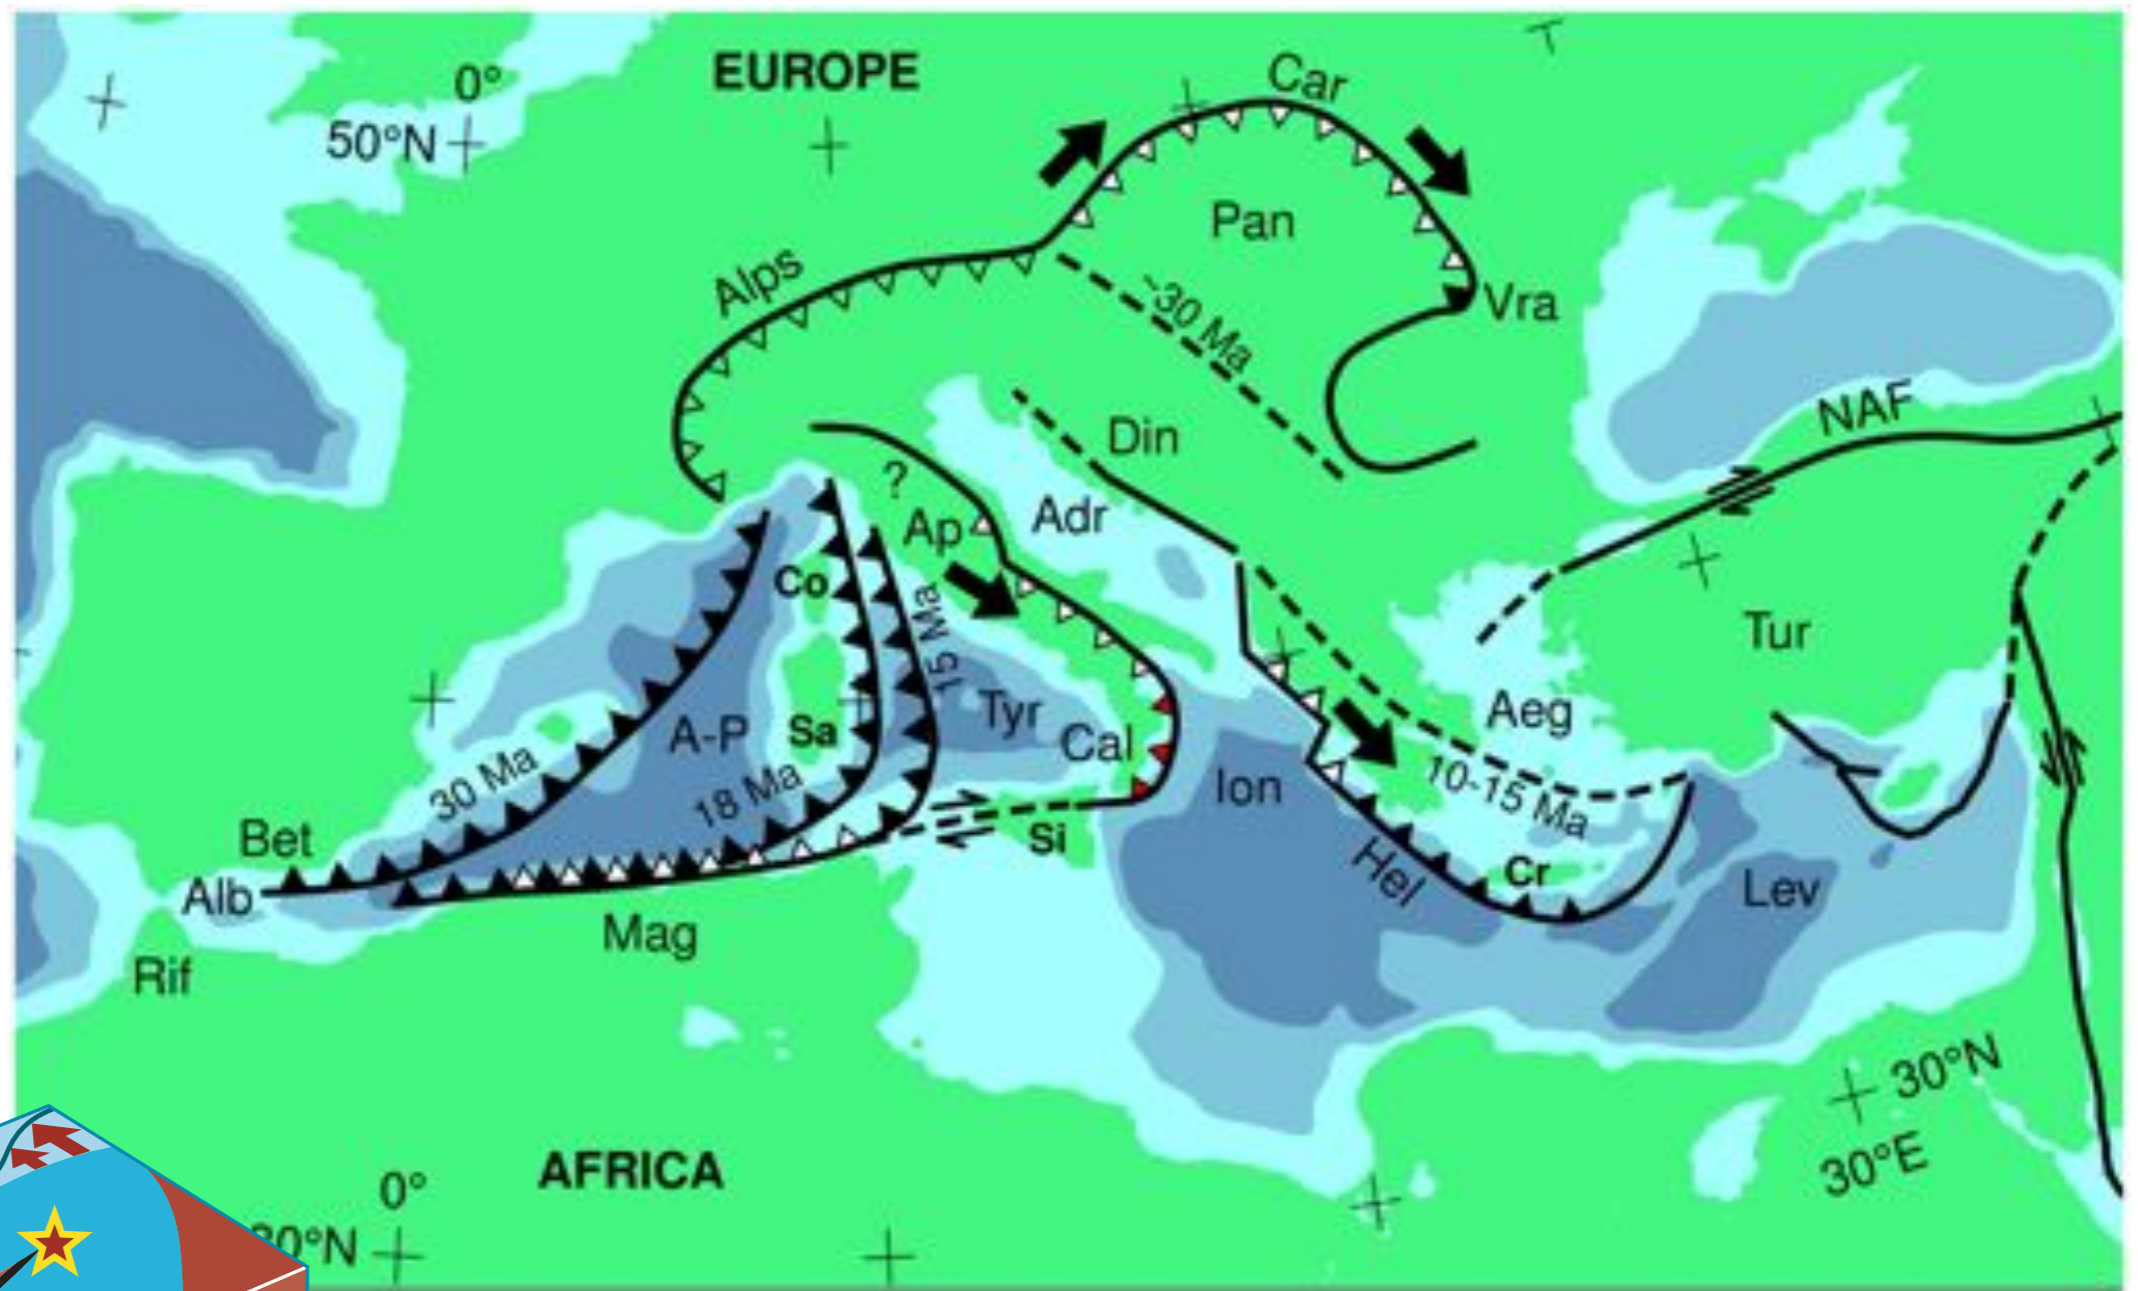 EUROPE
Car
0°
50°N
Pan
Alps
~30 Ma
Vra
NAF
Din
?
Ap
Adr
Co
15 Ma
Tur
Sa
A-P
Tyr
Cal
Aeg
30 Ma
18 Ma
Ion
10-15 Ma
Bet
Si
Hel
Cr
Alb
Lev
Mag
Rif
30°N
30°E
AFRICA
0°
30°N